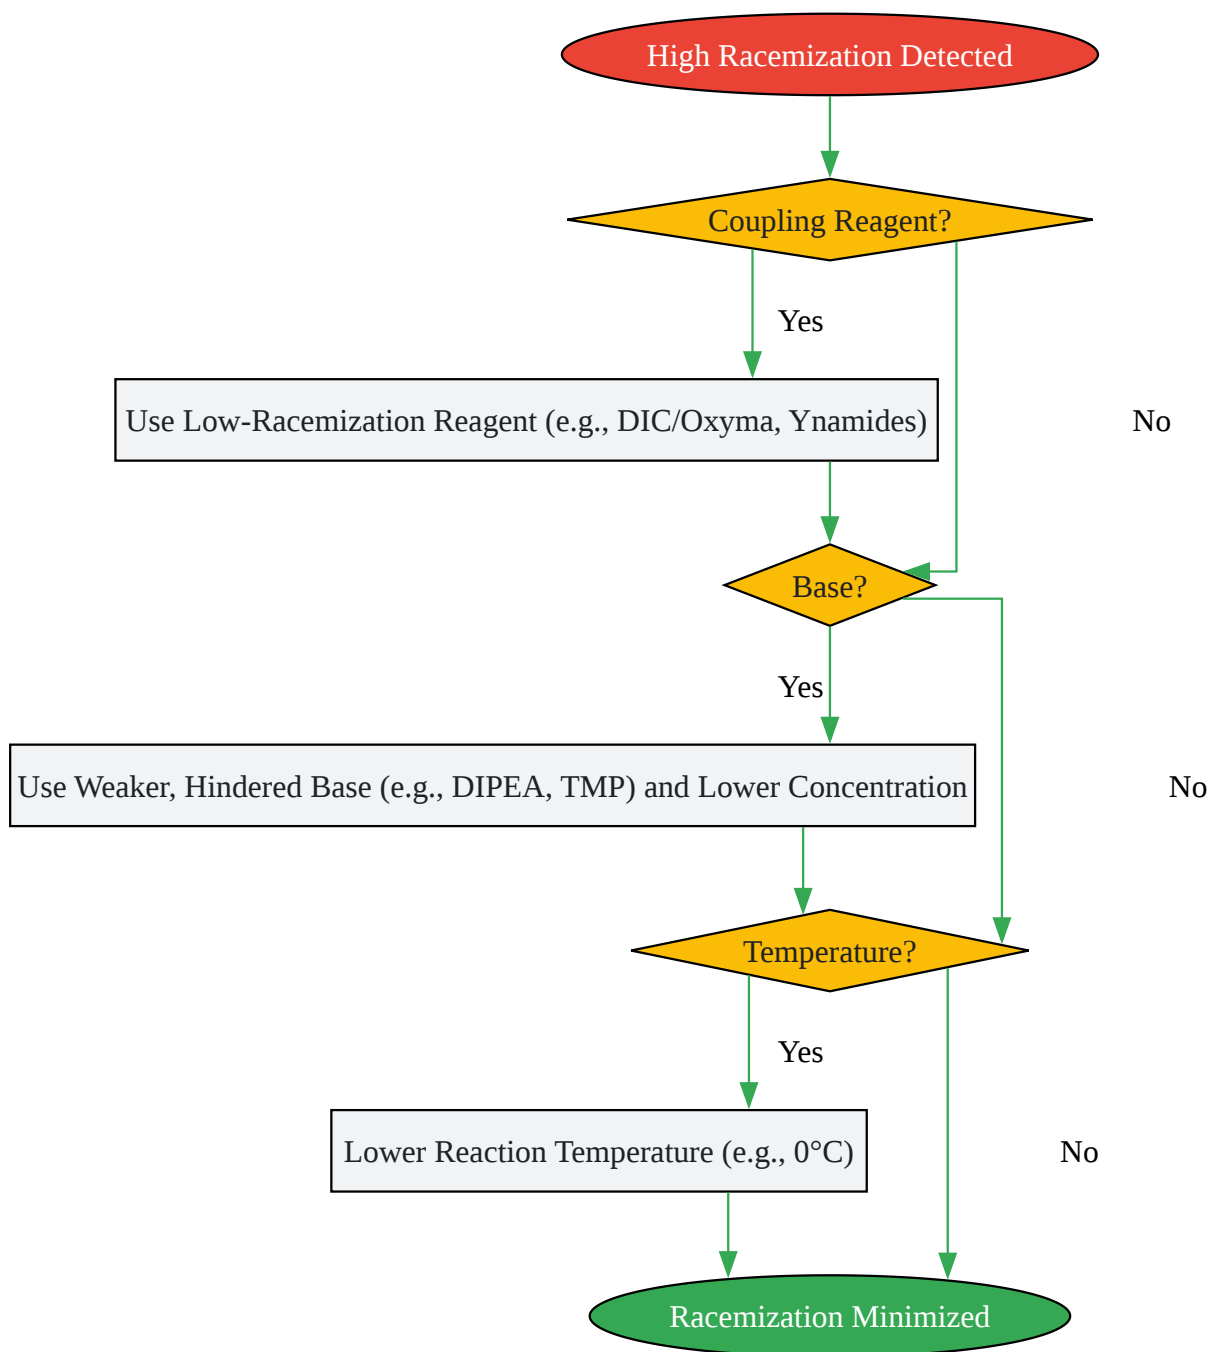 High Racemization Detected
Coupling Reagent?
Yes
Use Low-Racemization Reagent (e.g., DIC/Oxyma, Ynamides)
No
Base?
Yes
Use Weaker, Hindered Base (e.g., DIPEA, TMP) and Lower Concentration
No
Temperature?
Yes
Lower Reaction Temperature (e.g., 0°C)
No
Racemization Minimized